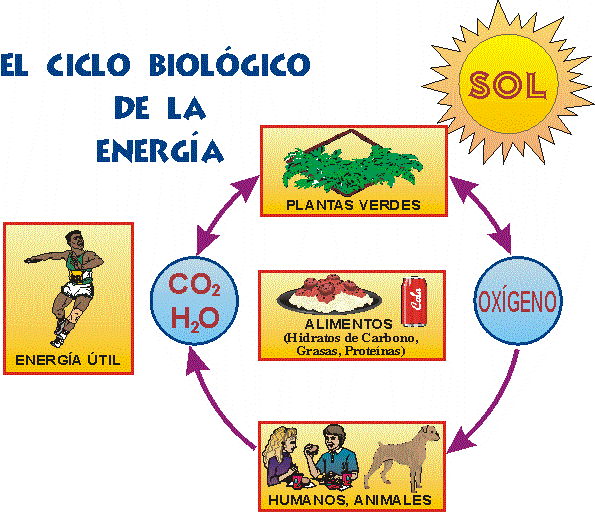 EL CICLO BIOLÓGICO
DE LA
ENERGÍA
SOL
PLANTAS VERDES
ENERGÍA ÚTIL
CO2
H2O
Cola
ALIMENTOS
(Hidratos de Carbono,
Grasas, Proteínas)
OXÍGENO
HUMANOS, ANIMALES